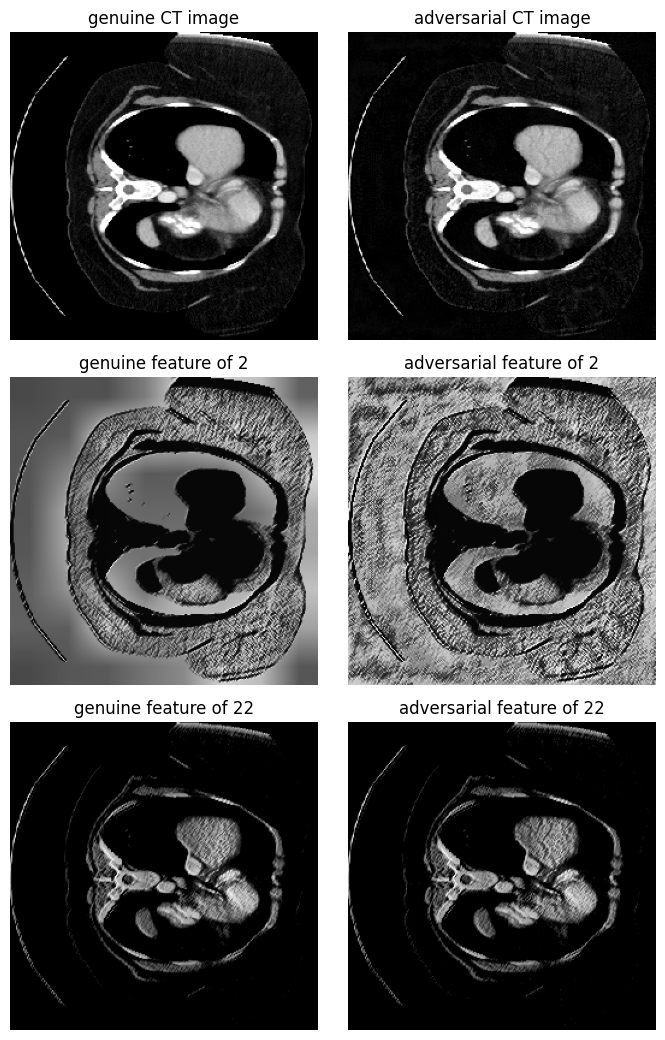 genuine CT image
adversarial CT image
genuine feature of 2
adversarial feature of 2
genuine feature of 22
adversarial feature of 22